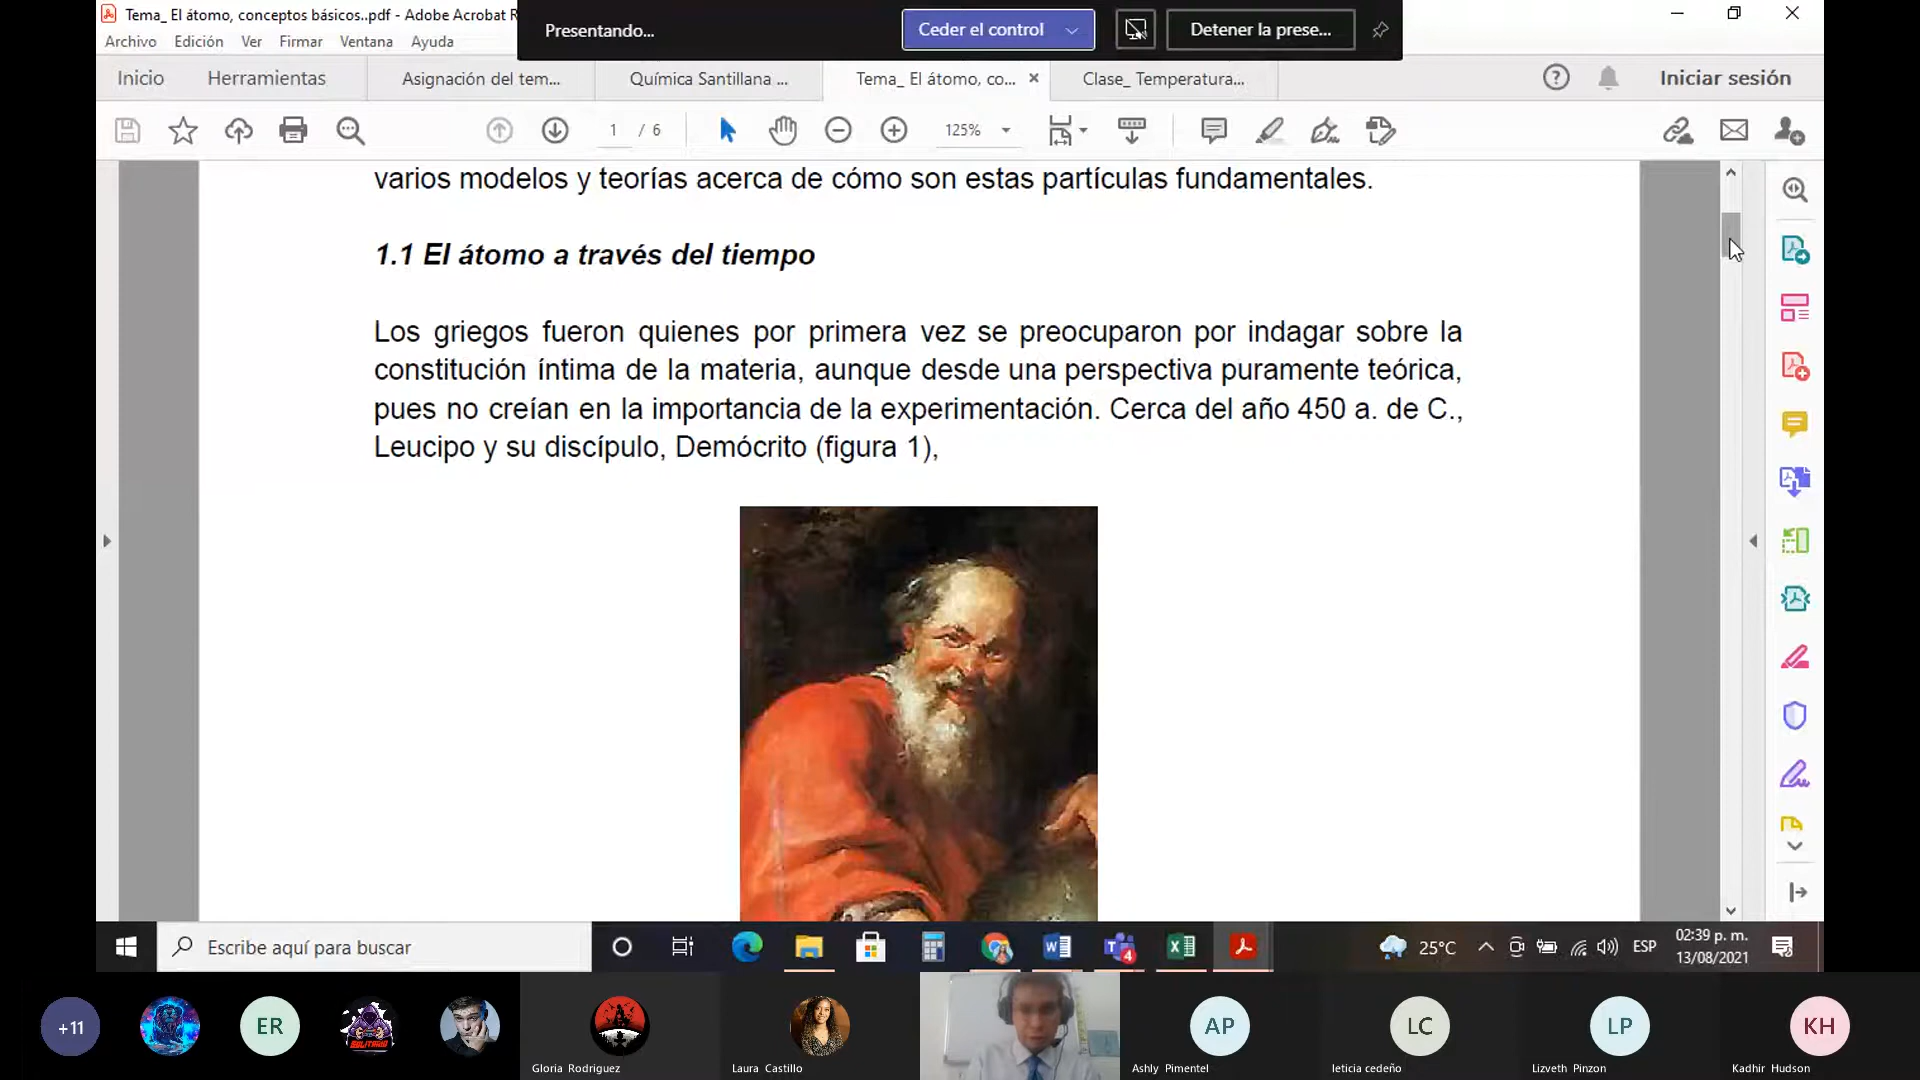 Tema_ El átomo, conceptos básicos..pdf - Adobe Acrobat R
Presentando...
Ceder el control
Detener la prese...
Archivo Edición Ver Firmar Ventana Ayuda
Inicio Herramientas Asignación del tem... Química Santillana ... Tema_ El átomo, co... Clase_ Temperatura... Iniciar sesión
1 / 6 125%
varios modelos y teorías acerca de cómo son estas partículas fundamentales.
1.1 El átomo a través del tiempo
Los griegos fueron quienes por primera vez se preocuparon por indagar sobre la
constitución íntima de la materia, aunque desde una perspectiva puramente teórica,
pues no creían en la importancia de la experimentación. Cerca del año 450 a. de C.,
Leucipo y su discípulo, Demócrito (figura 1),
Escribe aquí para buscar
4
25°C
ESP
02:39 p. m.
13/08/2021
+11
ER
SOLITARIO
AP
LC
LP
KH
Gloria Rodriguez
Laura Castillo
Ashly Pimentel
leticia cedeño
Lizveth Pinzon
Kadhir Hudson